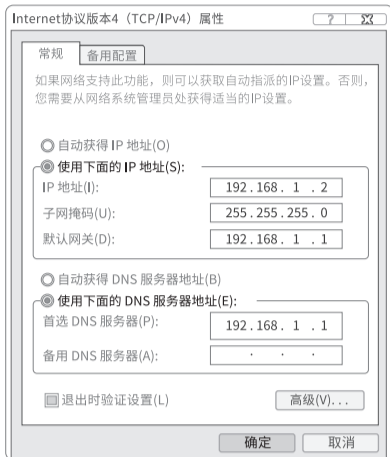 Internet协议版本4（TCP/IPv4）属性
常规 备用配置
如果网络支持此功能，则可以获取自动指派的IP设置。否则，
您需要从网络系统管理员处获得适当的IP设置。
自动获得 IP 地址(O)
使用下面的 IP 地址(S):
IP 地址(I): 192.168. 1 . 2
子网掩码(U): 255.255.255. 0
默认网关(D): 192.168. 1 . 1
自动获得 DNS 服务器地址(B)
使用下面的 DNS 服务器地址(E):
首选 DNS 服务器(P): 192.168. 1 . 1
备用 DNS 服务器(A): . . .
退出时验证设置(L) 高级(V)...
确定 取消